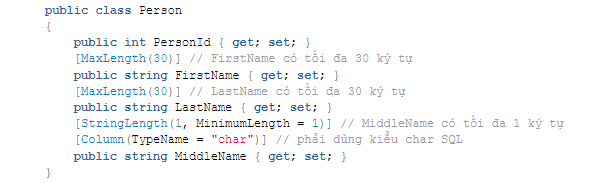 public class Person
{
public int PersonId { get; set; }
[MaxLength(30)] // FirstName có tối đa 30 ký tự
public string FirstName { get; set; }
[MaxLength(30)] // LastName có tối đa 30 ký tự
public string LastName { get; set; }
[StringLength(1, MinimumLength = 1)] // MiddleName có tối đa 1 ký tự
[Column(TypeName = "char")] // phải dùng kiểu char SQL
public string MiddleName { get; set; }
}